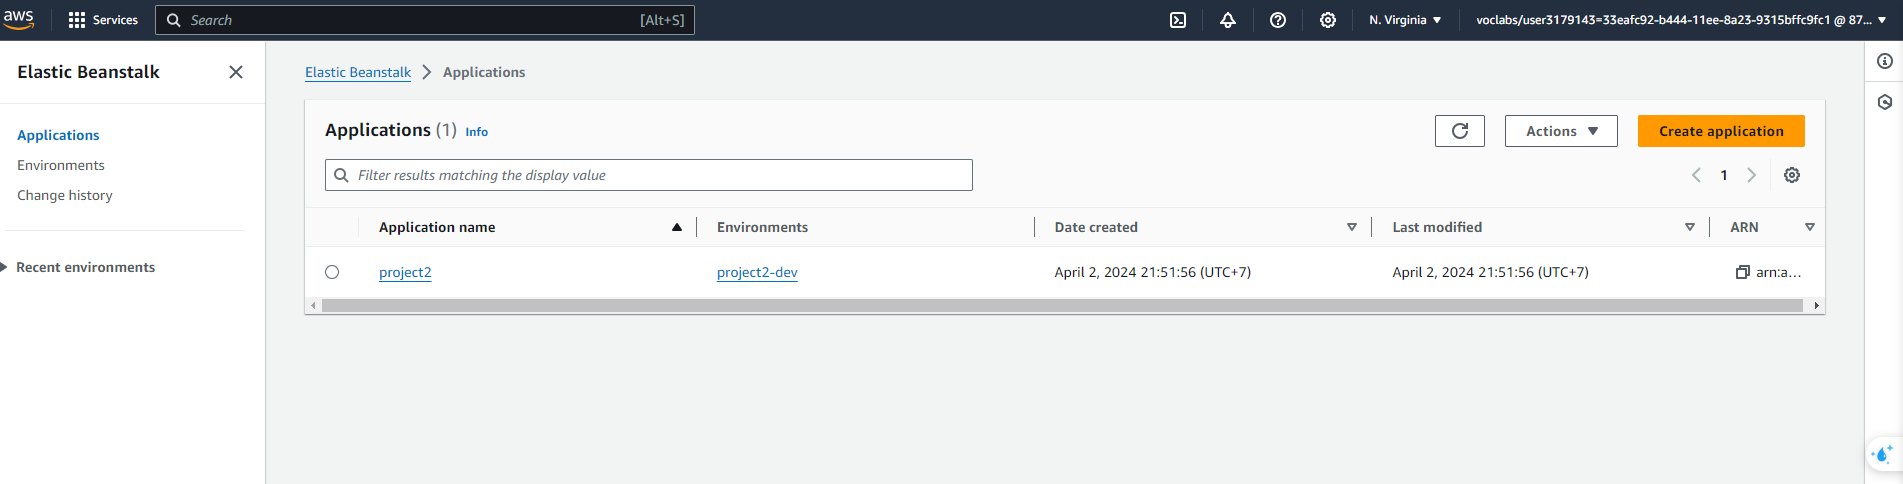 aws Services Search [Alt+S] N. Virginia voclabs/user3179143=33eafc92-b444-11ee-8a23-9315bffc9fc1 @ 87...
Elastic Beanstalk
Applications
Environments
Change history
Recent environments
Elastic Beanstalk > Applications
Applications (1) Info
Actions
Create application
Filter results matching the display value
1
Application name Environments Date created Last modified ARN
project2 project2-dev April 2, 2024 21:51:56 (UTC+7) April 2, 2024 21:51:56 (UTC+7) arn:a...